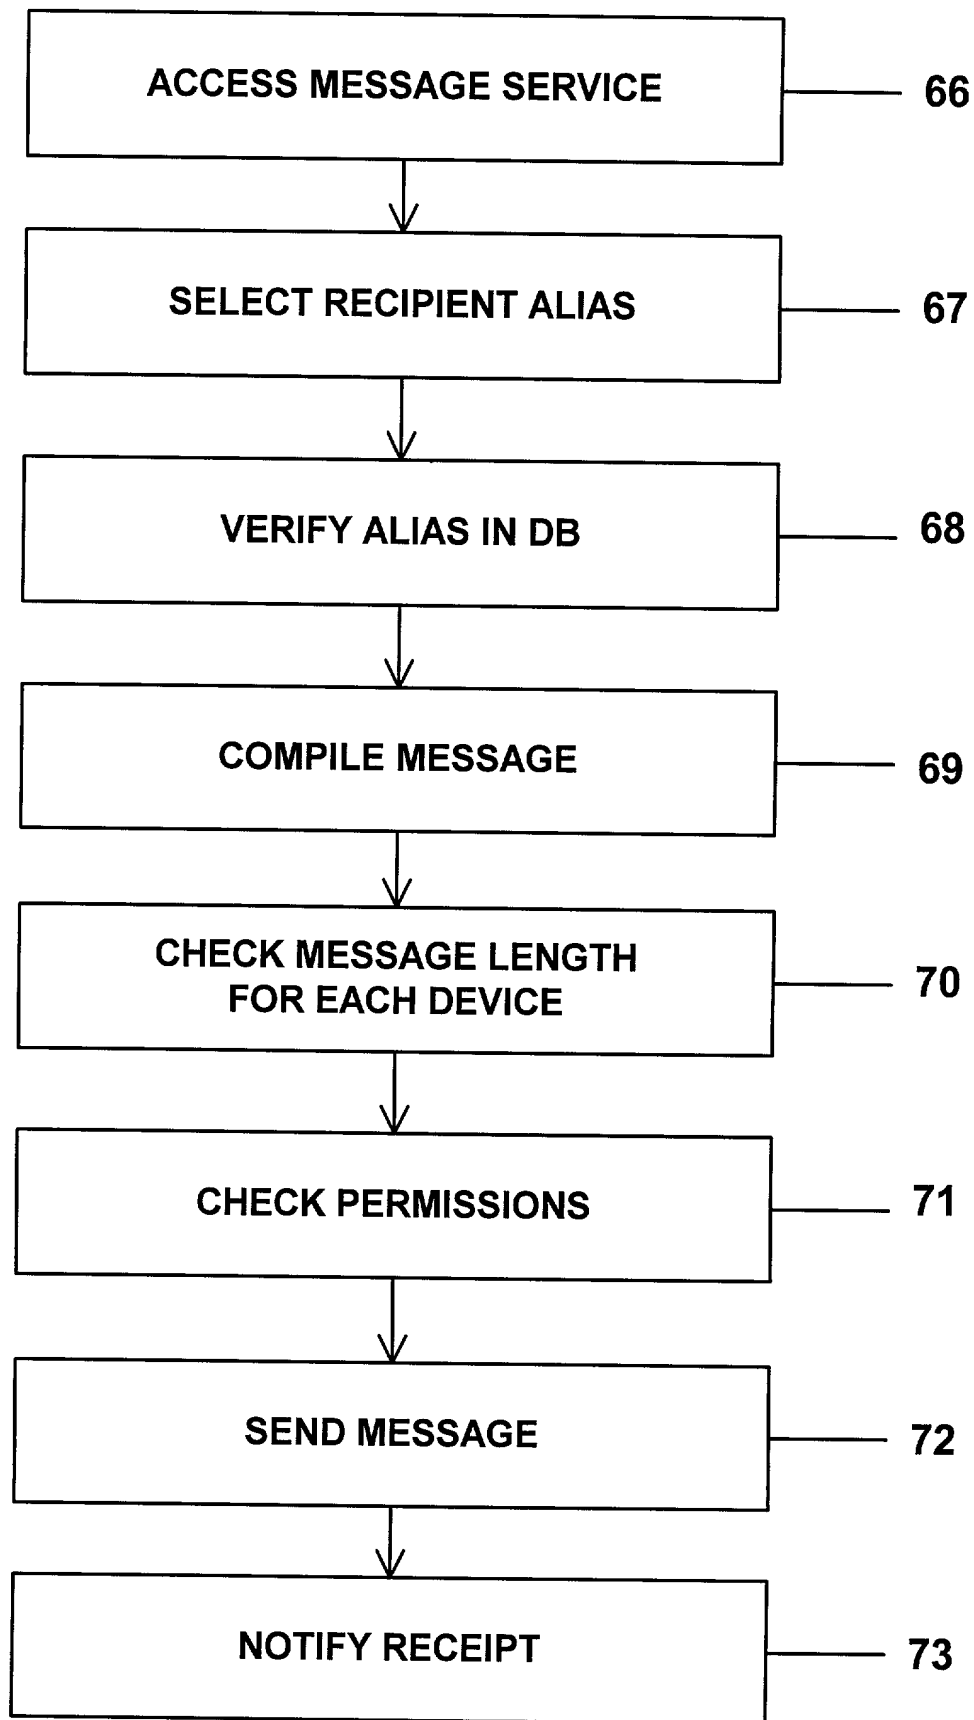 ACCESS MESSAGE SERVICE
66
SELECT RECIPIENT ALIAS
67
VERIFY ALIAS IN DB
68
COMPILE MESSAGE
69
CHECK MESSAGE LENGTH
FOR EACH DEVICE
70
CHECK PERMISSIONS
71
SEND MESSAGE
72
NOTIFY RECEIPT
73